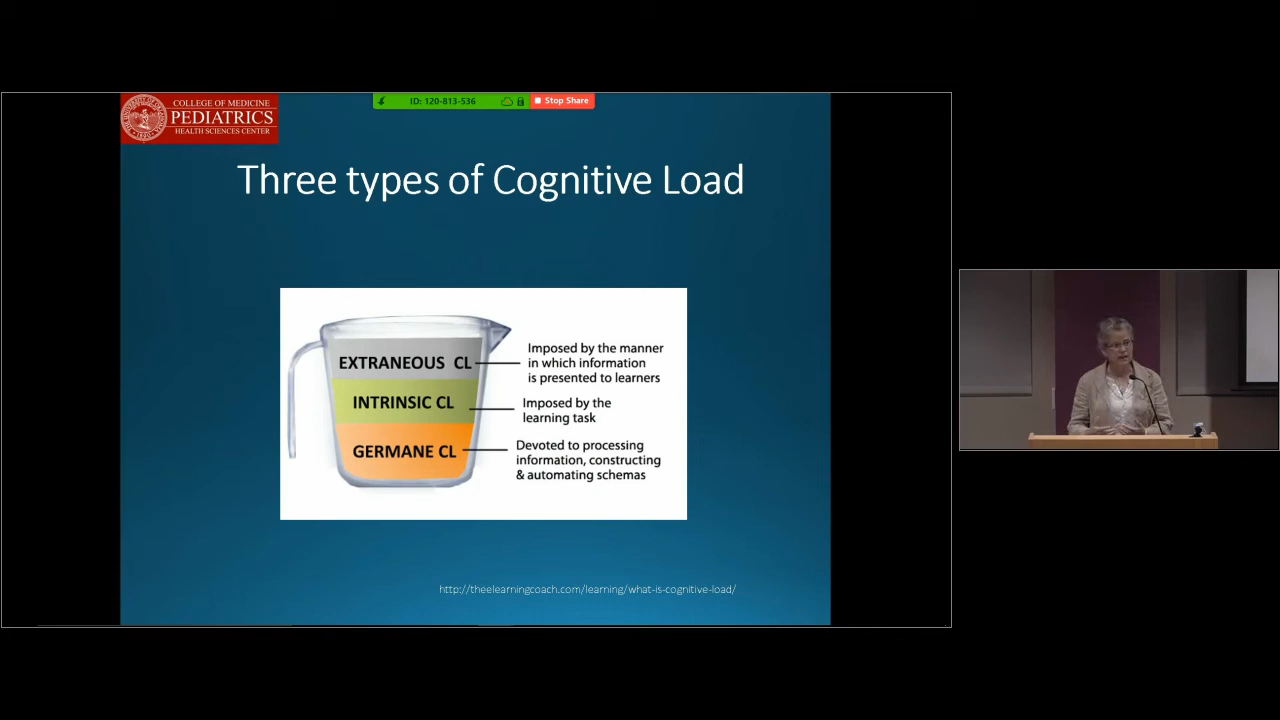 COLLEGE OF MEDICINE
PEDIATRICS
HEALTH SCIENCES CENTER
ID: 120-813-536
Stop Share
Three types of Cognitive Load
EXTRANEOUS CL
Imposed by the manner
in which information
is presented to learners
INTRINSIC CL
Imposed by the
learning task
GERMANE CL
Devoted to processing
information, constructing
& automating schemas
http://theelearningcoach.com/learning/what-is-cognitive-load/